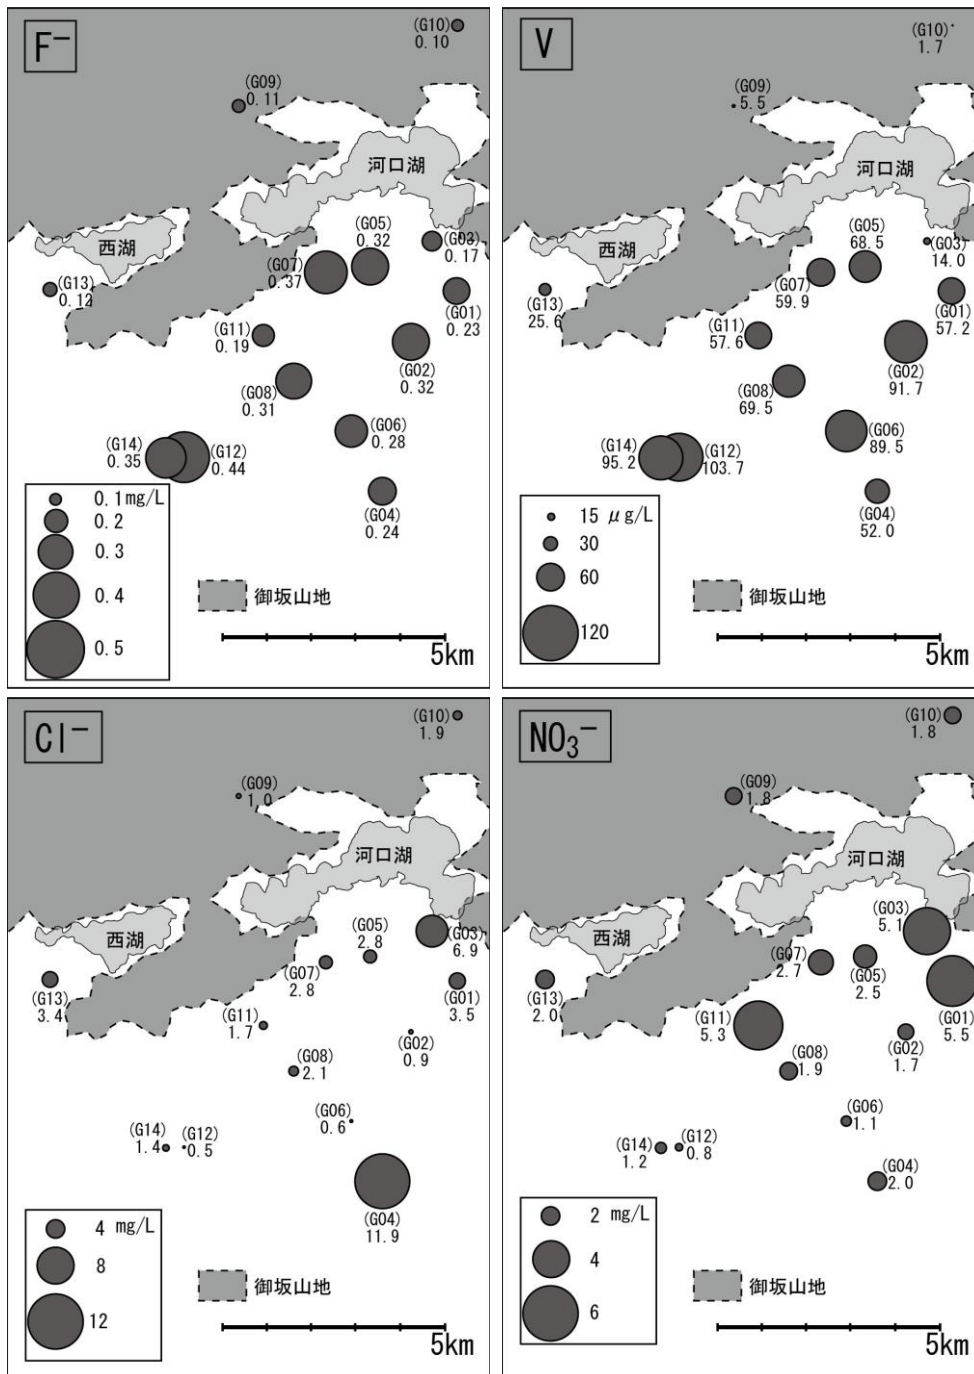 F⁻
(G10)
0.10
(G09)
0.11
河口湖
西湖
(G05)
0.32
(G03)
0.17
(G07)
0.37
(G13)
0.12
(G01)
0.23
(G11)
0.19
(G02)
0.32
(G08)
0.31
(G06)
0.28
(G14)
0.35
(G12)
0.44
(G04)
0.24
0.1mg/L
0.2
0.3
0.4
0.5
御坂山地
5km
V
(G10)
1.7
(G09)
5.5
河口湖
西湖
(G05)
68.5
(G03)
14.0
(G07)
59.9
(G13)
25.6
(G01)
57.2
(G11)
57.6
(G02)
91.7
(G08)
69.5
(G06)
89.5
(G14)
95.2
(G12)
103.7
(G04)
52.0
15 μg/L
30
60
120
御坂山地
5km
Cl⁻
(G10)
1.9
(G09)
1.0
河口湖
西湖
(G05)
2.8
(G03)
6.9
(G07)
2.8
(G13)
3.4
(G01)
3.5
(G11)
1.7
(G02)
0.9
(G08)
2.1
(G06)
0.6
(G14)
1.4
(G12)
0.5
(G04)
11.9
4 mg/L
8
12
御坂山地
5km
NO₃⁻
(G10)
1.8
(G09)
1.8
河口湖
西湖
(G03)
5.1
(G07)
2.7
(G05)
2.5
(G13)
2.0
(G01)
5.5
(G11)
5.3
(G02)
1.7
(G08)
1.9
(G06)
1.1
(G14)
1.2
(G12)
0.8
(G04)
2.0
2 mg/L
4
6
御坂山地
5km